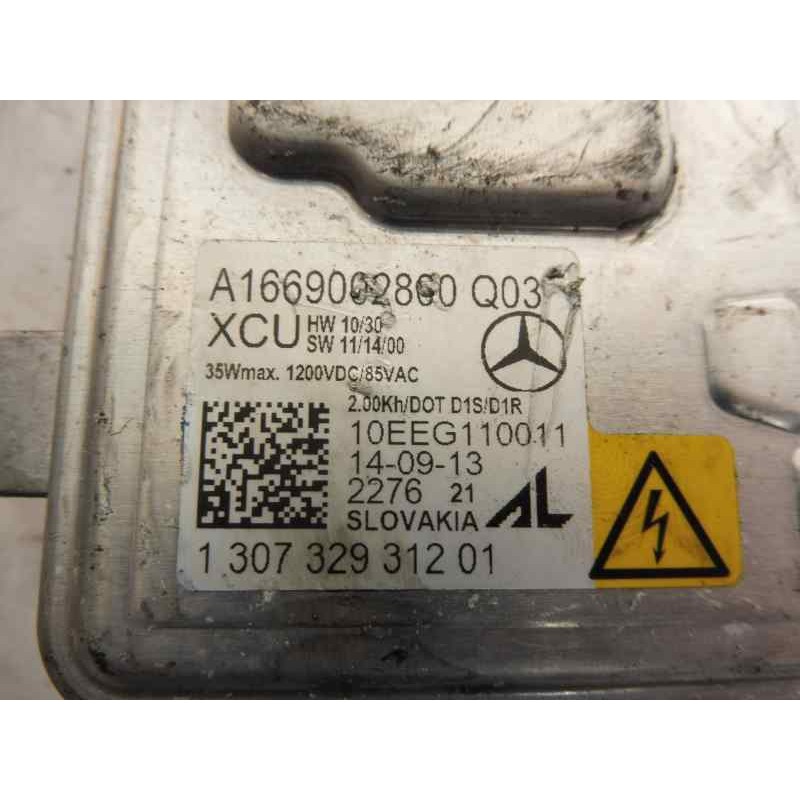 A1669002800 Q03
XCU HW 10/30
SW 11/14/00
35Wmax. 1200VDC/85VAC
2.00Kh/DOT D1S/D1R
10EEG110011
14-09-13
2276 21
SLOVAKIA AL
1 307 329 312 01